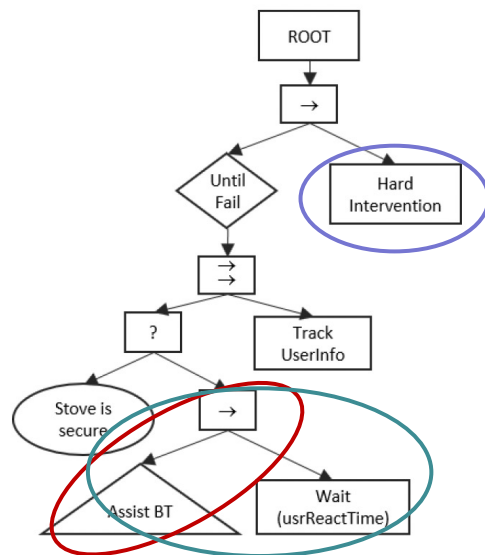 ROOT
→
Until
Fail
Hard
Intervention
→
→
?
Track
UserInfo
Stove is
secure
→
Assist BT
Wait
(usrReactTime)